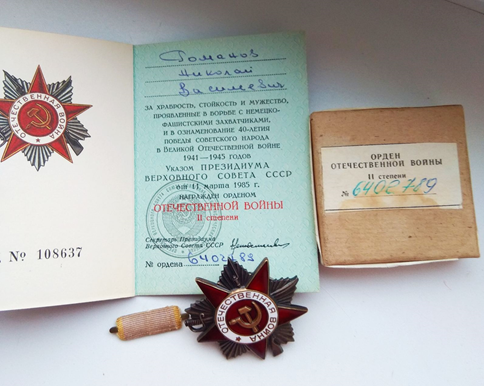 ОТЕЧЕСТВЕННАЯ ВОЙНА
№ 108637
Романов
Николай
Васильевич
ЗА ХРАБРОСТЬ, СТОЙКОСТЬ И МУЖЕСТВО,
ПРОЯВЛЕННЫЕ В БОРЬБЕ С НЕМЕЦКО-
ФАШИСТСКИМИ ЗАХВАТЧИКАМИ,
И В ОЗНАМЕНОВАНИЕ 40-ЛЕТИЯ
ПОБЕДЫ СОВЕТСКОГО НАРОДА
В ВЕЛИКОЙ ОТЕЧЕСТВЕННОЙ ВОЙНЕ
1941—1945 ГОДОВ
УКАЗОМ ПРЕЗИДИУМА
ВЕРХОВНОГО СОВЕТА СССР
от 11 марта 1985 г.
НАГРАЖДЕН ОРДЕНОМ
ОТЕЧЕСТВЕННОЙ ВОЙНЫ
II степени
Секретарь Президиума
Верховного Совета СССР
№ ордена 6402789
ОРДЕН
ОТЕЧЕСТВЕННОЙ ВОЙНЫ
II степени
№ 6402789
ОТЕЧЕСТВЕННАЯ ВОЙНА